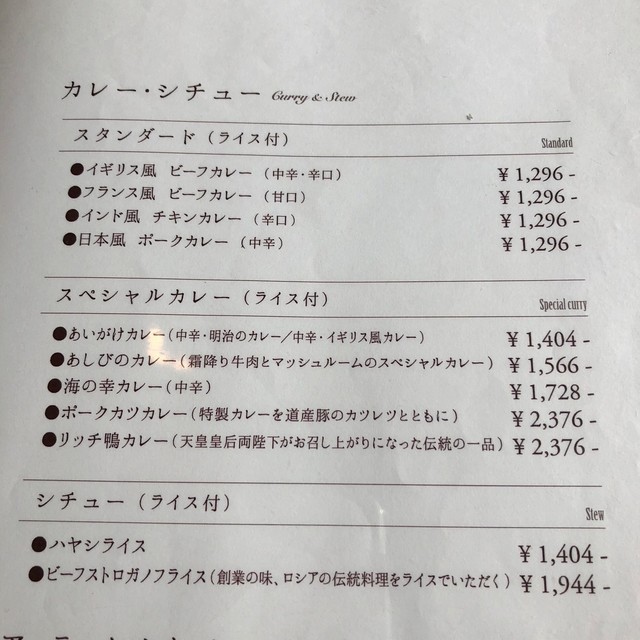 カレー・シチュー Curry & Stew
スタンダード（ライス付） Standard
●イギリス風 ビーフカレー（中辛・辛口） ¥1,296-
●フランス風 ビーフカレー（甘口） ¥1,296-
●インド風 チキンカレー（辛口） ¥1,296-
●日本風 ポークカレー（中辛） ¥1,296-
スペシャルカレー（ライス付） Special curry
●あいがけカレー（中辛・明治のカレー／中辛・イギリス風カレー） ¥1,404-
●あしびのカレー（霜降り牛肉とマッシュルームのスペシャルカレー） ¥1,566-
●海の幸カレー（中辛） ¥1,728-
●ポークカツカレー（特製カレーを道産豚のカツレツとともに） ¥2,376-
●リッチ鴨カレー（天皇皇后両陛下がお召し上がりになった伝統の一品） ¥2,376-
シチュー（ライス付） Stew
●ハヤシライス ¥1,404-
●ビーフストロガノフライス（創業の味、ロシアの伝統料理をライスでいただく） ¥1,944-